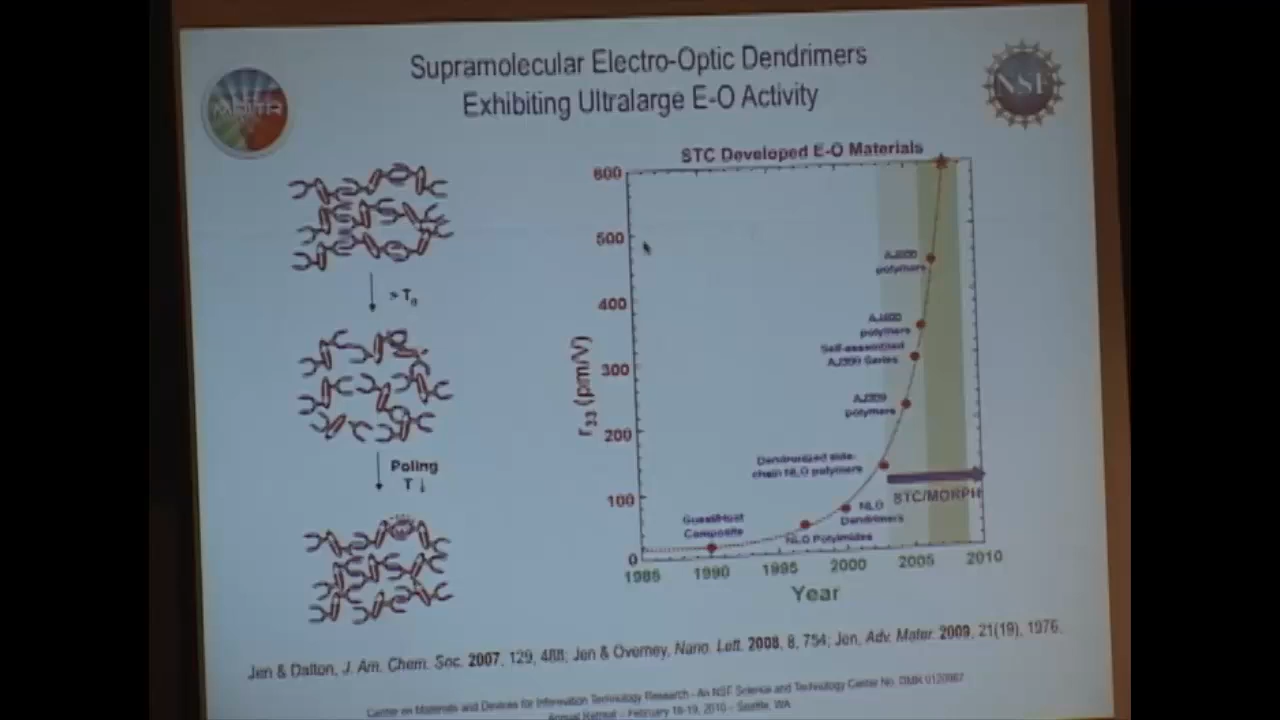 Supramolecular Electro-Optic Dendrimers
Exhibiting Ultralarge E-O Activity
NSF
STC Developed E-O Materials
600
500
400
300
200
100
0
r33 (pm/V)
polymers
polymers
Self-assembled
Series
polymers
Dendronized side-
chain NLO polymers
NLO
Dendrimers
NLO Polyimides
Guest/Host
Composite
STC/MORPH
1985 1990 1995 2000 2005 2010
Year
> Tg
Poling
T ↓
Jen & Dalton, J. Am. Chem. Soc. 2007, 129, 488; Jen & Overney, Nano. Lett. 2008, 8, 754; Jen, Adv. Mater. 2009, 21(19), 1976.
Center on Materials and Devices for Information Technology Research - An NSF Science and Technology Center No. DMR 0120967
Annual Retreat - February 18-19, 2010 - Seattle, WA